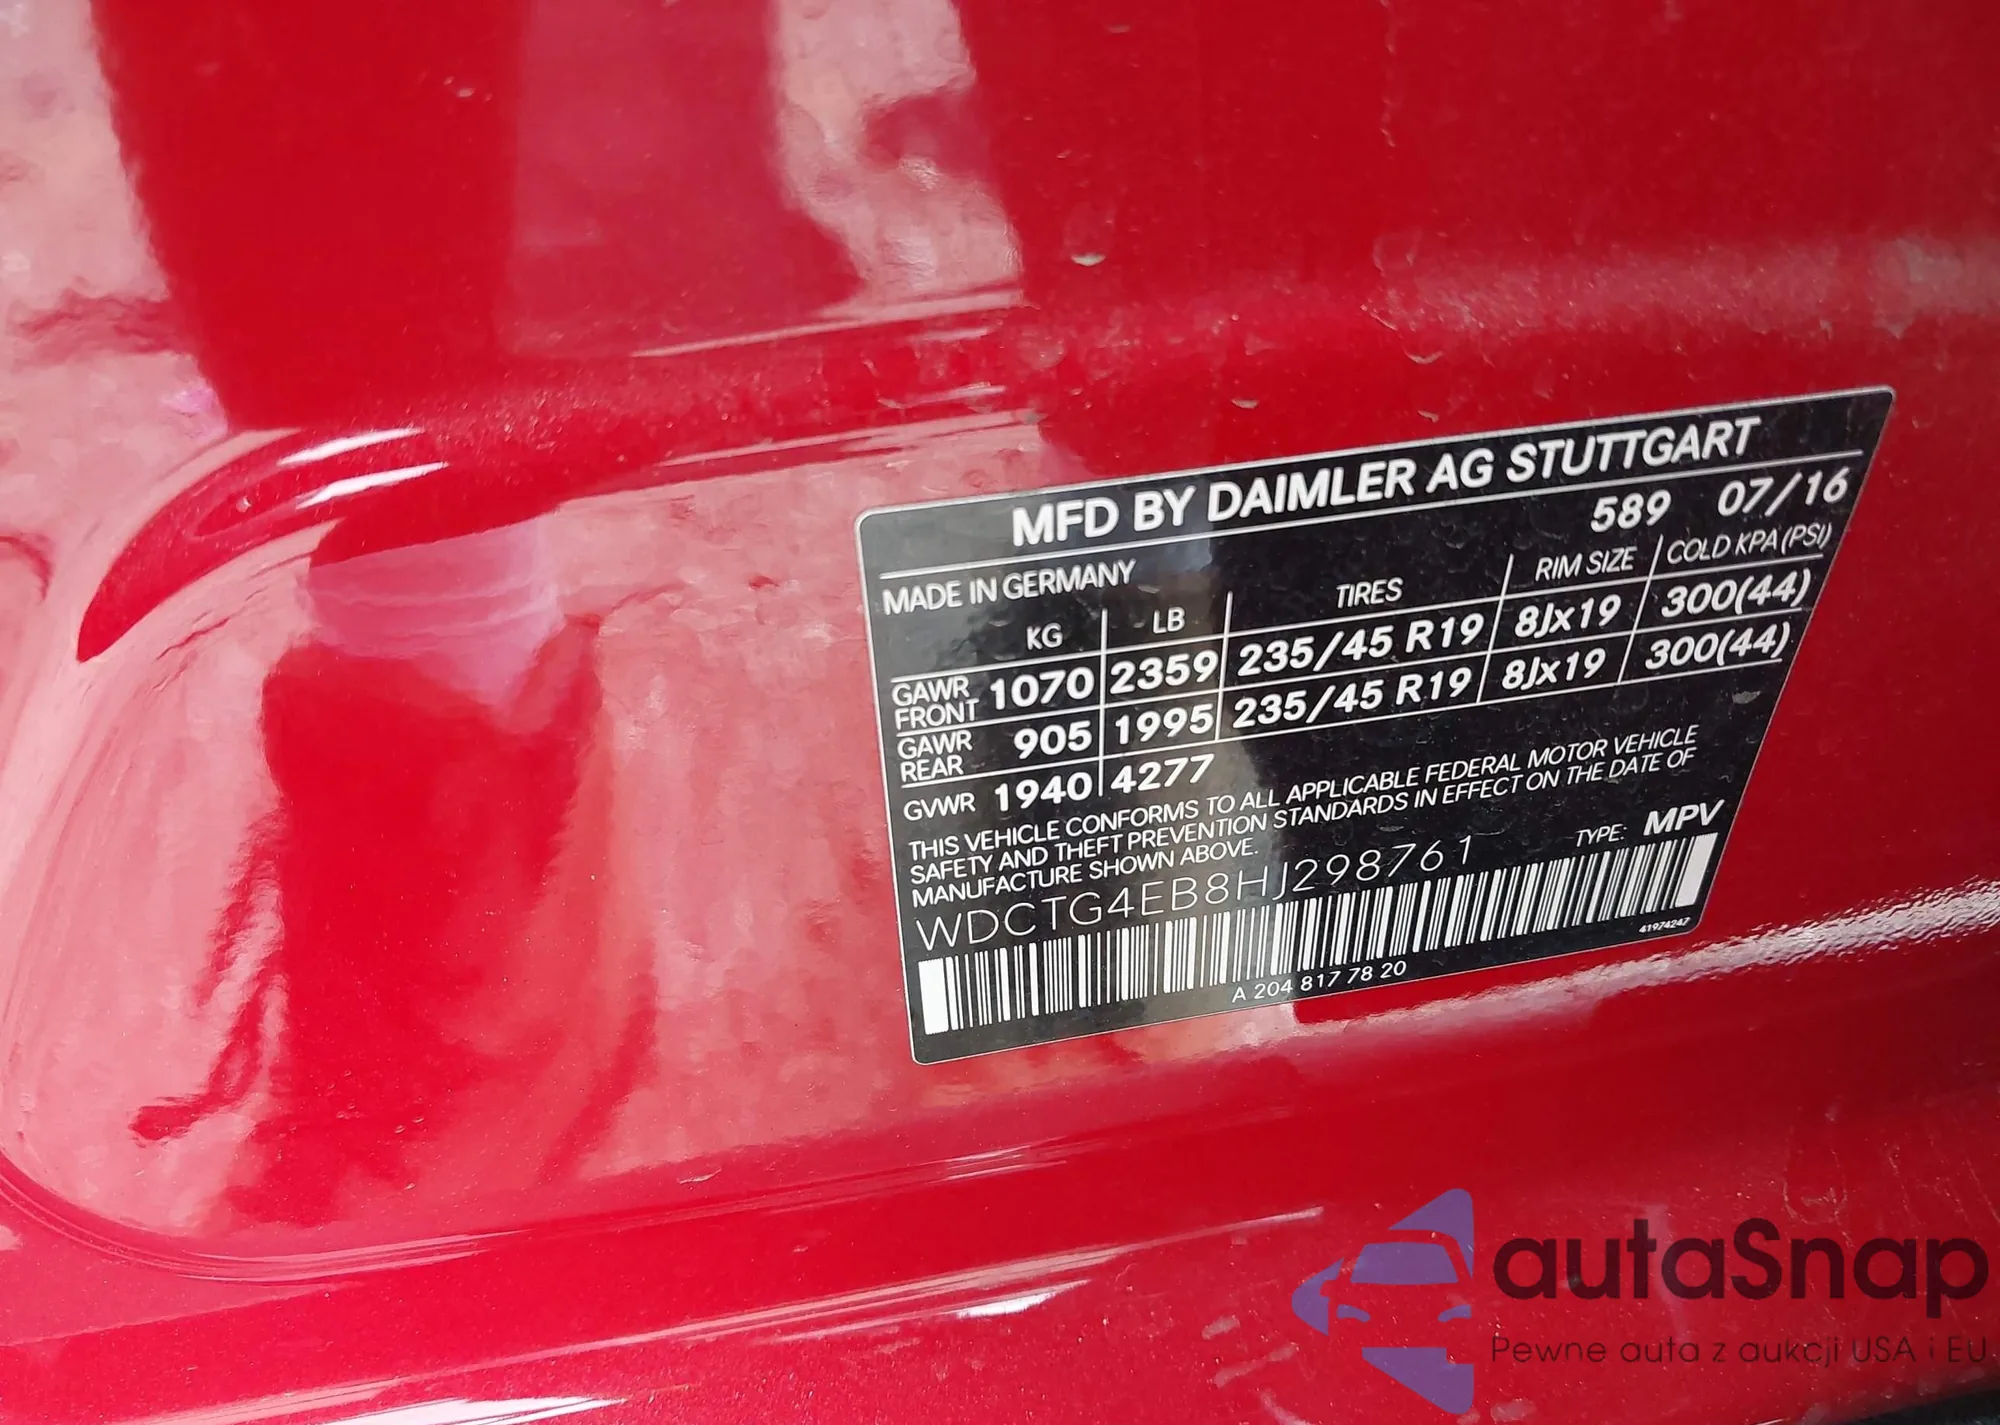 MFD BY DAIMLER AG STUTTGART
MADE IN GERMANY 589 07/16
KG LB TIRES RIM SIZE COLD KPA (PSI)
GAWR FRONT 1070 2359 235/45 R19 8Jx19 300(44)
GAWR REAR 905 1995 235/45 R19 8Jx19 300(44)
GVWR 1940 4277
THIS VEHICLE CONFORMS TO ALL APPLICABLE FEDERAL MOTOR VEHICLE
SAFETY AND THEFT PREVENTION STANDARDS IN EFFECT ON THE DATE OF
MANUFACTURE SHOWN ABOVE.
TYPE: MPV
WDCTG4EB8HJ298761
41974247
A 204 817 78 20
autaSnap
Pewne auta z aukcji USA i EU